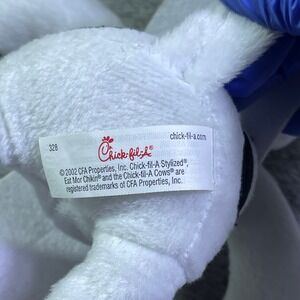 328
chick-fil-a.com
Chick-fil-A®
© 2002 CFA Properties, Inc. Chick-fil-A Stylized®,
Eat Mor Chikin® and the Chick-fil-A Cows® are
registered trademarks of CFA Properties, Inc.